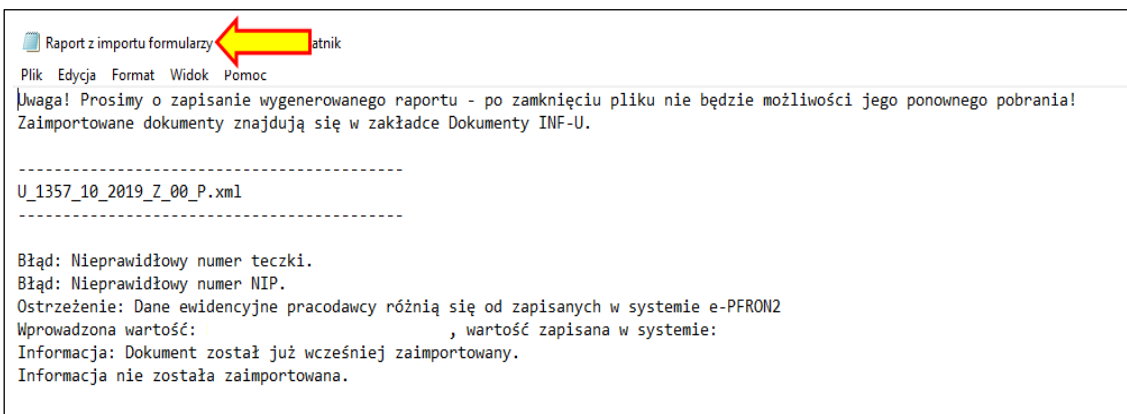 Raport z importu formularzy atnik
Plik Edycja Format Widok Pomoc
Uwaga! Prosimy o zapisanie wygenerowanego raportu - po zamknięciu pliku nie będzie możliwości jego ponownego pobrania!
Zaimportowane dokumenty znajdują się w zakładce Dokumenty INF-U.
-------------------------------------------
U_1357_10_2019_Z_00_P.xml
-------------------------------------------
Błąd: Nieprawidłowy numer teczki.
Błąd: Nieprawidłowy numer NIP.
Ostrzeżenie: Dane ewidencyjne pracodawcy różnią się od zapisanych w systemie e-PFRON2
Wprowadzona wartość: , wartość zapisana w systemie:
Informacja: Dokument został już wcześniej zaimportowany.
Informacja nie została zaimportowana.